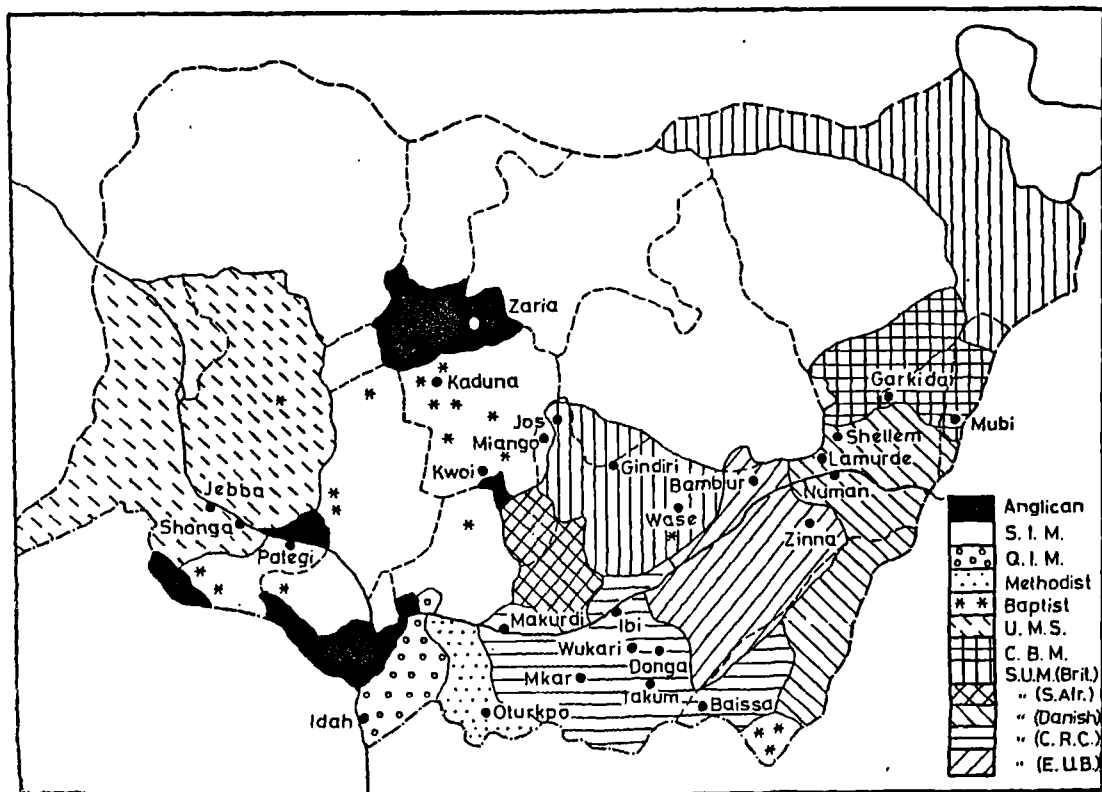 Zaria
Kaduna
Jos
Miango
Kwoi
Gindiri
Wase
Bambur
Garkida
Mubi
Shellem
Lamurde
Numan
Zinna
Jebba
Shonga
Pategi
Makurdi
Ibi
Wukari
Donga
Mkar
Takum
Baissa
Idah
Oturkpo
Anglican
S. I. M.
Q. I. M.
Methodist
Baptist
U. M. S.
C. B. M.
S.U.M.(Brit.)
" (S.Afr.)
" (Danish)
" (C.R.C.)
" (E.U.B.)